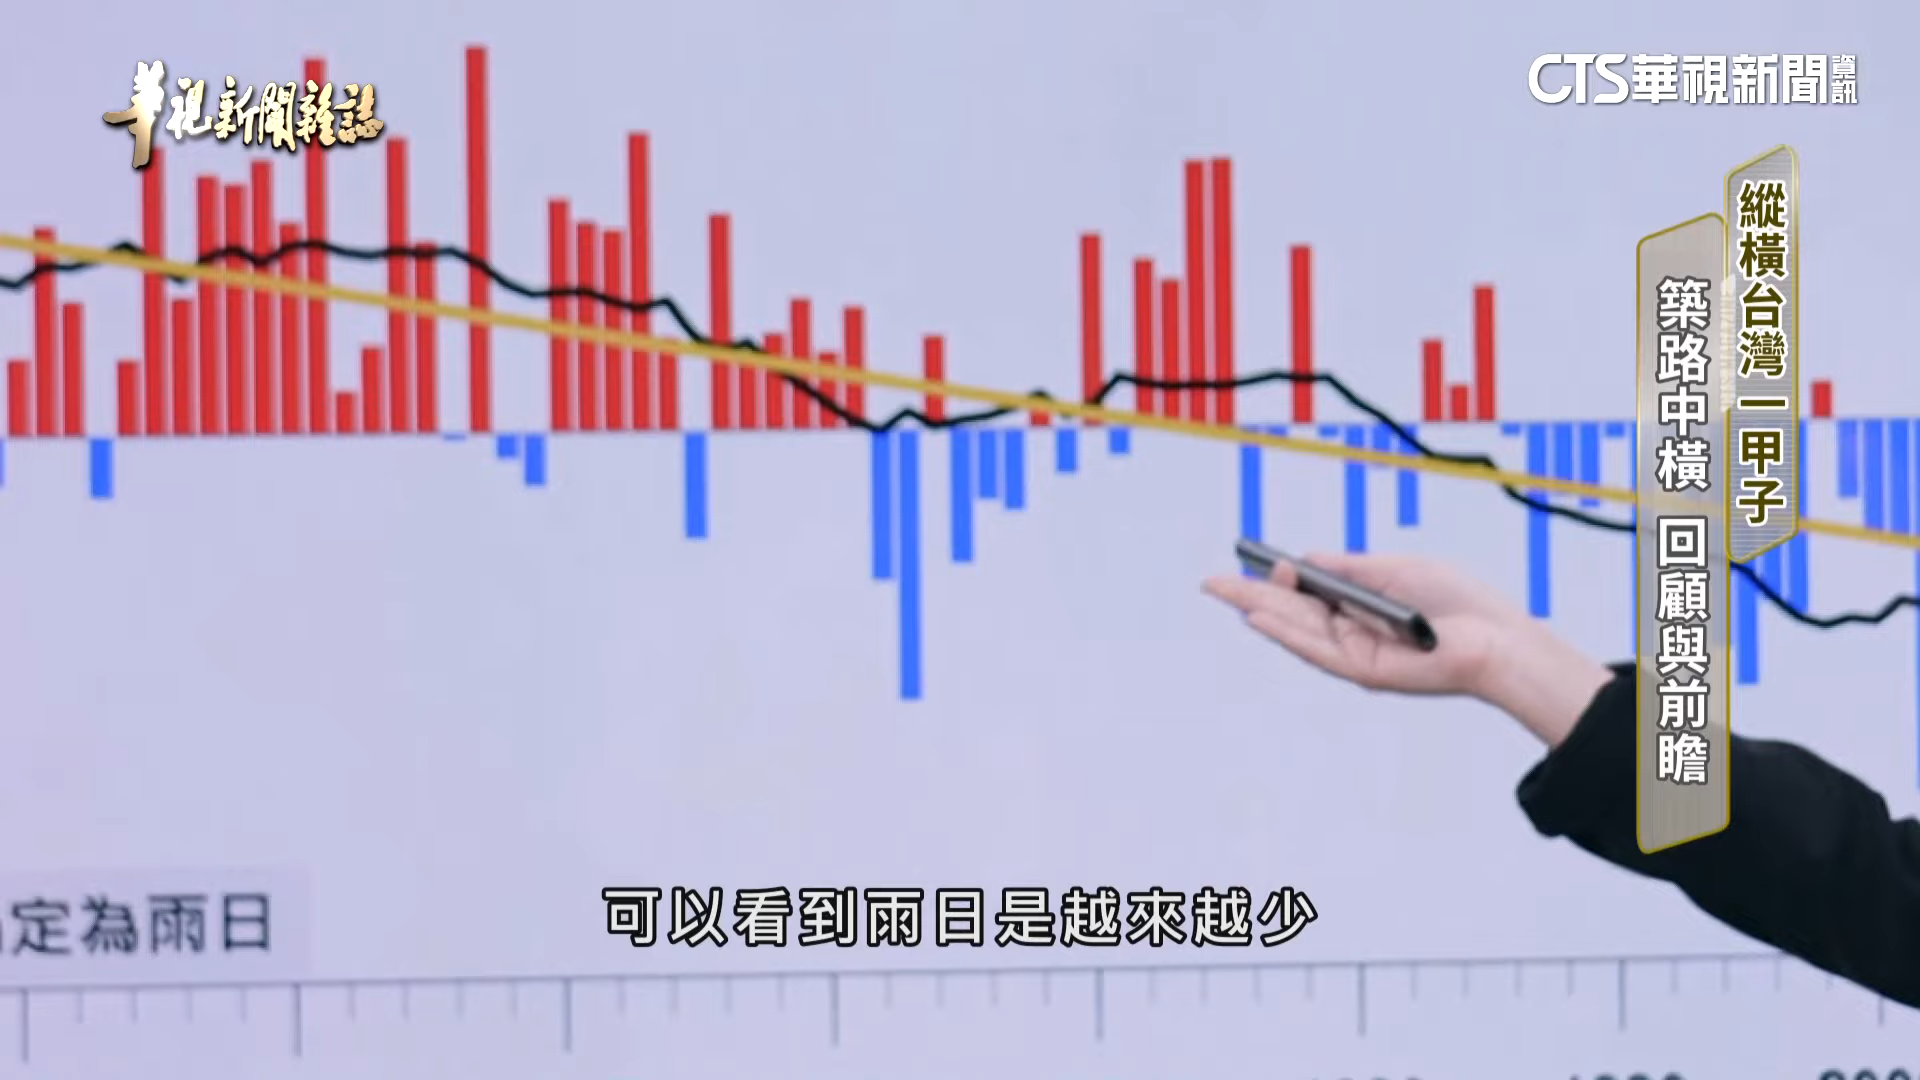 華視新聞雜誌
CTS華視新聞資訊
縱橫台灣一甲子
築路中橫 回顧與前瞻
定為雨日
可以看到雨日是越來越少